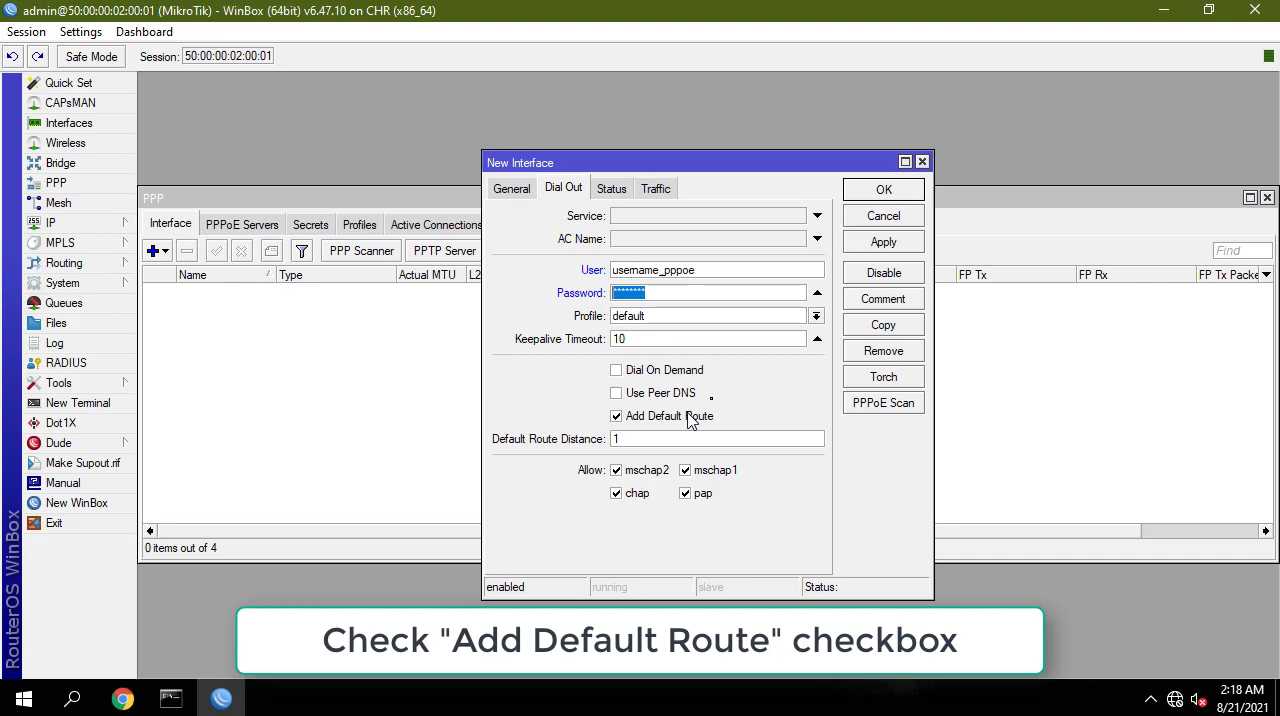 admin@50:00:00:02:00:01 (MikroTik) - WinBox (64bit) v6.47.10 on CHR (x86_64)
Session Settings Dashboard
Safe Mode Session: 50:00:00:02:00:01
Quick Set
CAPsMAN
Interfaces
Wireless
Bridge
PPP
Mesh
IP
MPLS
Routing
System
Queues
Files
Log
RADIUS
Tools
New Terminal
Dot1X
Dude
Make Supout.rif
Manual
New WinBox
Exit
RouterOS WinBox
PPP
Interface PPPoE Servers Secrets Profiles Active Connections
PPP Scanner PPTP Server Find
Name Type Actual MTU L2 FP Tx FP Rx FP Tx Packe
0 items out of 4
New Interface
General Dial Out Status Traffic
Service:
AC Name:
User: username_pppoe
Password: ********
Profile: default
Keepalive Timeout: 10
Dial On Demand
Use Peer DNS
Add Default Route
Default Route Distance: 1
Allow: mschap2 mschap1
chap pap
OK
Cancel
Apply
Disable
Comment
Copy
Remove
Torch
PPPoE Scan
enabled running slave Status:
Check "Add Default Route" checkbox
2:18 AM
8/21/2021